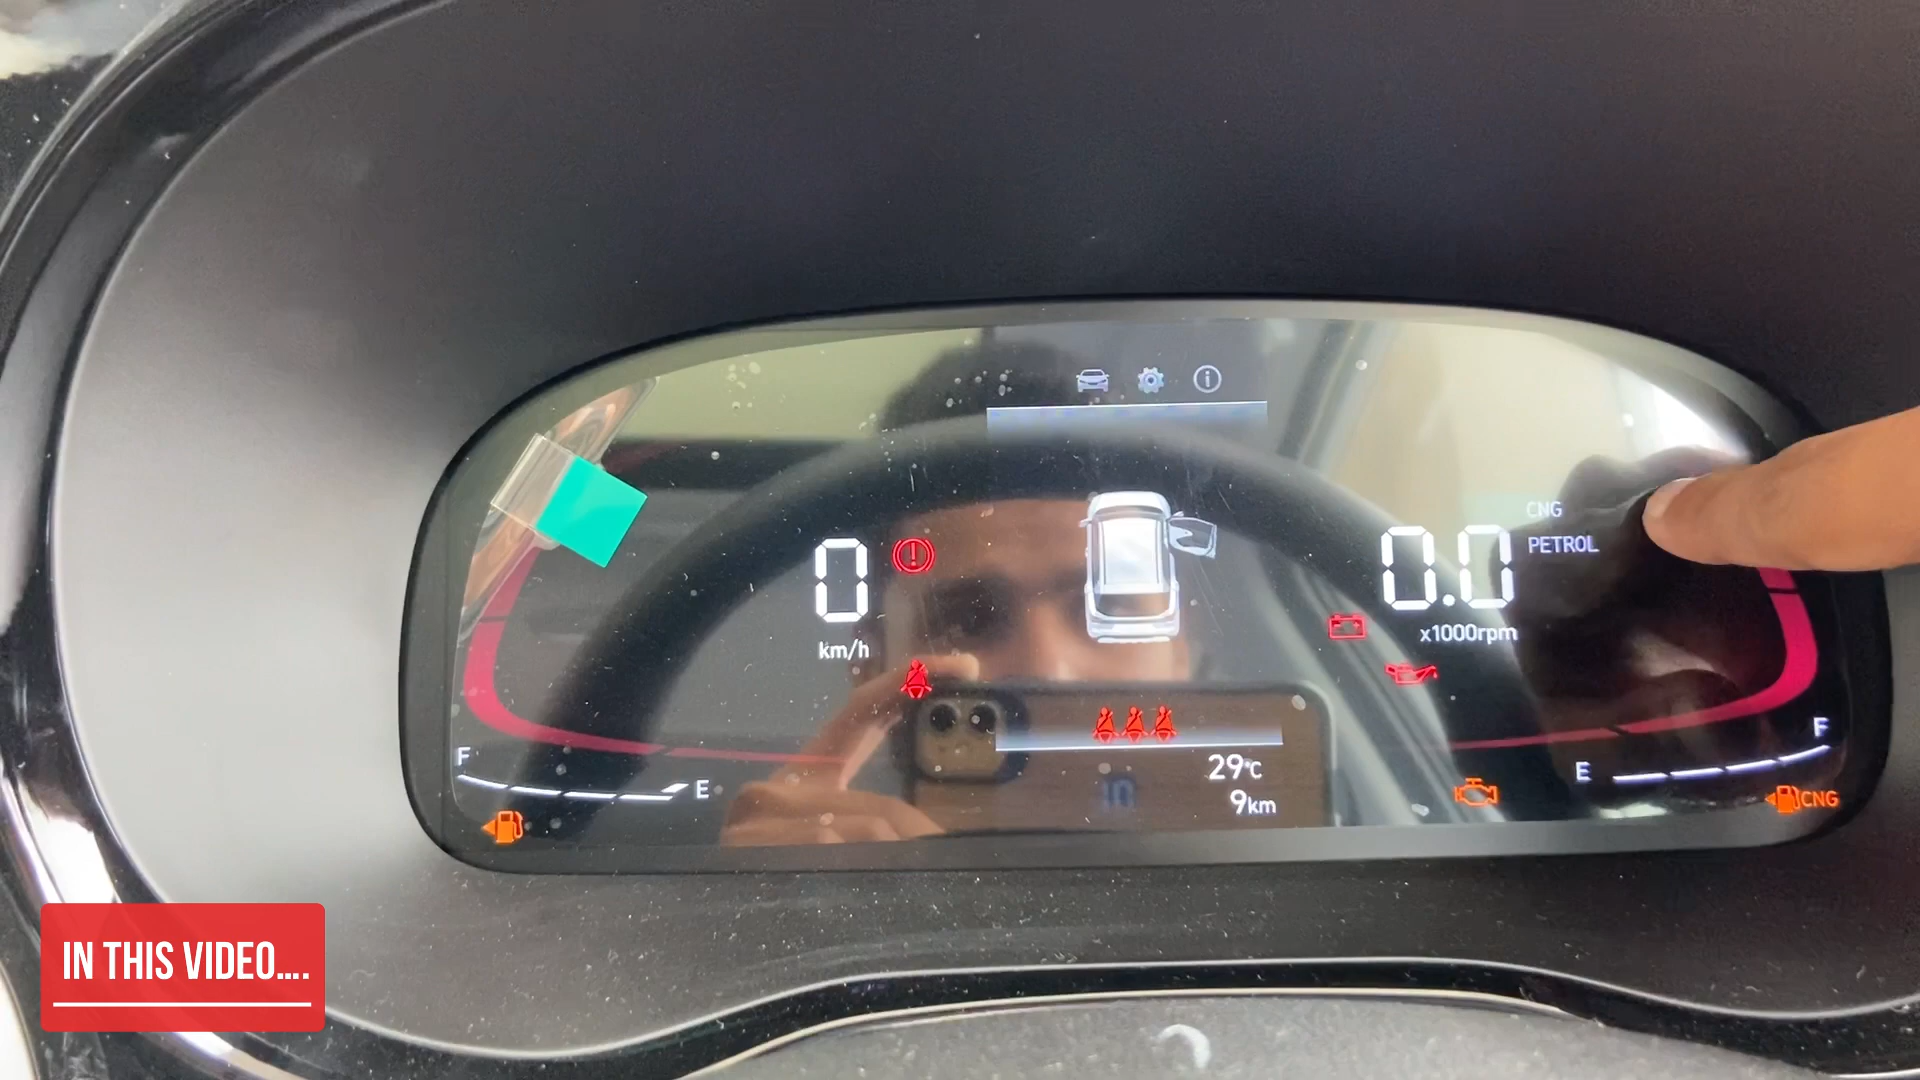 CNG
PETROL
0
0.0
km/h
x1000rpm
F
E
29°C
9km
E
F
CNG
IN THIS VIDEO....